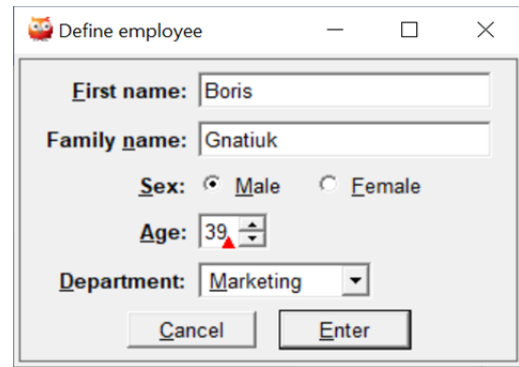 Define employee
First name: Boris
Family name: Gnatiuk
Sex: Male Female
Age: 39
Department: Marketing
Cancel Enter